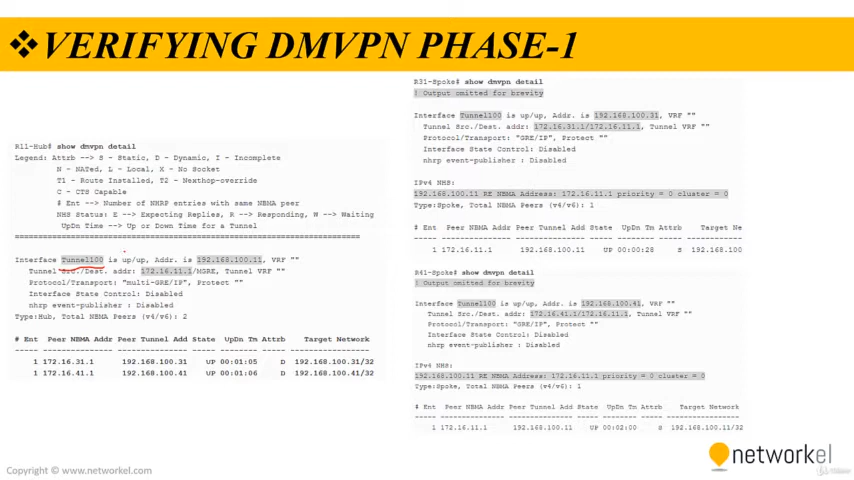 ❖VERIFYING DMVPN PHASE-1
R11-Hub# show dmvpn detail
Legend: Attrb --> S - Static, D - Dynamic, I - Incomplete
N - NATed, L - Local, X - No Socket
T1 - Route Installed, T2 - Nexthop-override
C - CTS Capable
# Ent --> Number of NHRP entries with same NBMA peer
NHS Status: E --> Expecting Replies, R --> Responding, W --> Waiting
UpDn Time --> Up or Down Time for a Tunnel
==========================================================================
Interface Tunnel100 is up/up, Addr. is 192.168.100.11, VRF ""
Tunnel Src./Dest. addr: 172.16.11.1/MGRE, Tunnel VRF ""
Protocol/Transport: "multi-GRE/IP", Protect ""
Interface State Control: Disabled
nhrp event-publisher : Disabled
Type:Hub, Total NBMA Peers (v4/v6): 2
# Ent Peer NBMA Addr Peer Tunnel Add State UpDn Tm Attrb Target Network
----- --------------- --------------- ----- -------- ----- -----------------
1 172.16.31.1 192.168.100.31 UP 00:01:05 D 192.168.100.31/32
1 172.16.41.1 192.168.100.41 UP 00:01:06 D 192.168.100.41/32
R31-Spoke# show dmvpn detail
! Output omitted for brevity
Interface Tunnel100 is up/up, Addr. is 192.168.100.31, VRF ""
Tunnel Src./Dest. addr: 172.16.31.1/172.16.11.1, Tunnel VRF ""
Protocol/Transport: "GRE/IP", Protect ""
Interface State Control: Disabled
nhrp event-publisher : Disabled
IPv4 NHS:
192.168.100.11 RE NBMA Address: 172.16.11.1 priority = 0 cluster = 0
Type:Spoke, Total NBMA Peers (v4/v6): 1
# Ent Peer NBMA Addr Peer Tunnel Add State UpDn Tm Attrb Target Ne
----- --------------- --------------- ----- -------- ----- ----------
1 172.16.11.1 192.168.100.11 UP 00:00:28 S 192.168.100
R41-Spoke# show dmvpn detail
! Output omitted for brevity
Interface Tunnel100 is up/up, Addr. is 192.168.100.41, VRF ""
Tunnel Src./Dest. addr: 172.16.41.1/172.16.11.1, Tunnel VRF ""
Protocol/Transport: "GRE/IP", Protect ""
Interface State Control: Disabled
nhrp event-publisher : Disabled
IPv4 NHS:
192.168.100.11 RE NBMA Address: 172.16.11.1 priority = 0 cluster = 0
Type:Spoke, Total NBMA Peers (v4/v6): 1
# Ent Peer NBMA Addr Peer Tunnel Add State UpDn Tm Attrb Target Network
----- --------------- --------------- ----- -------- ----- -----------------
1 172.16.11.1 192.168.100.11 UP 00:02:00 S 192.168.100.11/32
networkel
Copyright © www.networkel.com